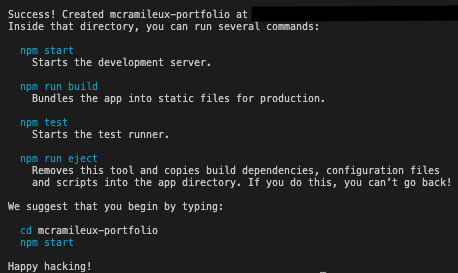 Success! Created mcramileux-portfolio at
Inside that directory, you can run several commands:
npm start
Starts the development server.
npm run build
Bundles the app into static files for production.
npm test
Starts the test runner.
npm run eject
Removes this tool and copies build dependencies, configuration files
and scripts into the app directory. If you do this, you can’t go back!
We suggest that you begin by typing:
cd mcramileux-portfolio
npm start
Happy hacking!